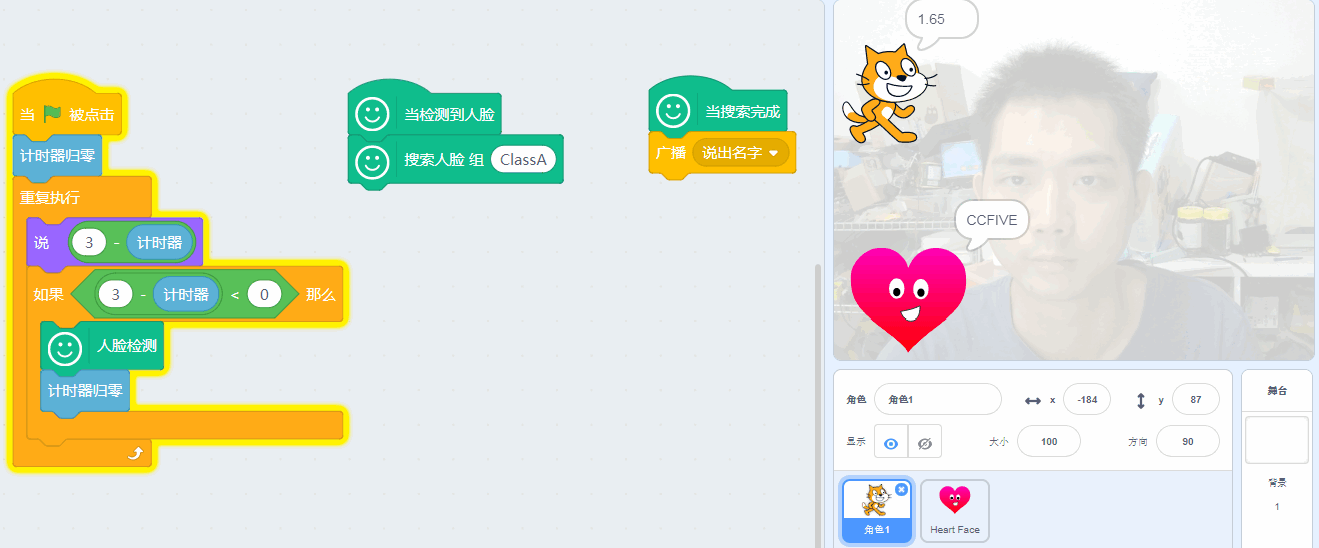 当 被点击
计时器归零
重复执行
说 3 - 计时器
如果 3 - 计时器 < 0 那么
人脸检测
计时器归零
当检测到人脸
搜索人脸 组 ClassA
当搜索完成
广播 说出名字
1.65
CCFIVE
角色 角色1 x -184 y 87
显示 大小 100 方向 90
角色1
Heart Face
舞台
背景
1